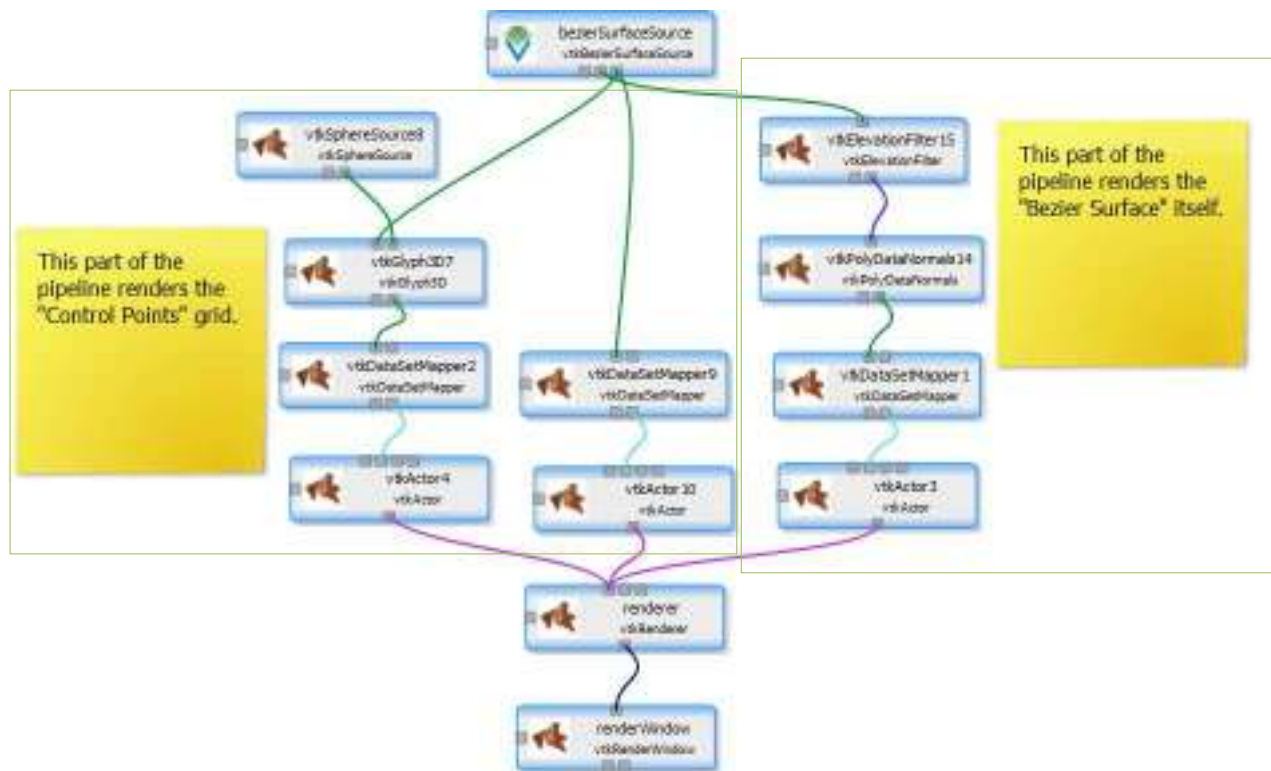 bezierSurfaceSource
vtkBezierSurfaceSource
vtkSphereSource8
vtkSphereSource
vtkElevationFilter15
vtkElevationFilter
This part of the
pipeline renders the
"Bezier Surface" itself.
This part of the
pipeline renders the
"Control Points" grid.
vtkGlyph3D7
vtkGlyph3D
vtkPolyDataNormals14
vtkPolyDataNormals
vtkDataSetMapper2
vtkDataSetMapper
vtkDataSetMapper9
vtkDataSetMapper
vtkDataSetMapper1
vtkDataSetMapper
vtkActor4
vtkActor
vtkActor10
vtkActor
vtkActor3
vtkActor
renderer
vtkRenderer
renderWindow
vtkRenderWindow